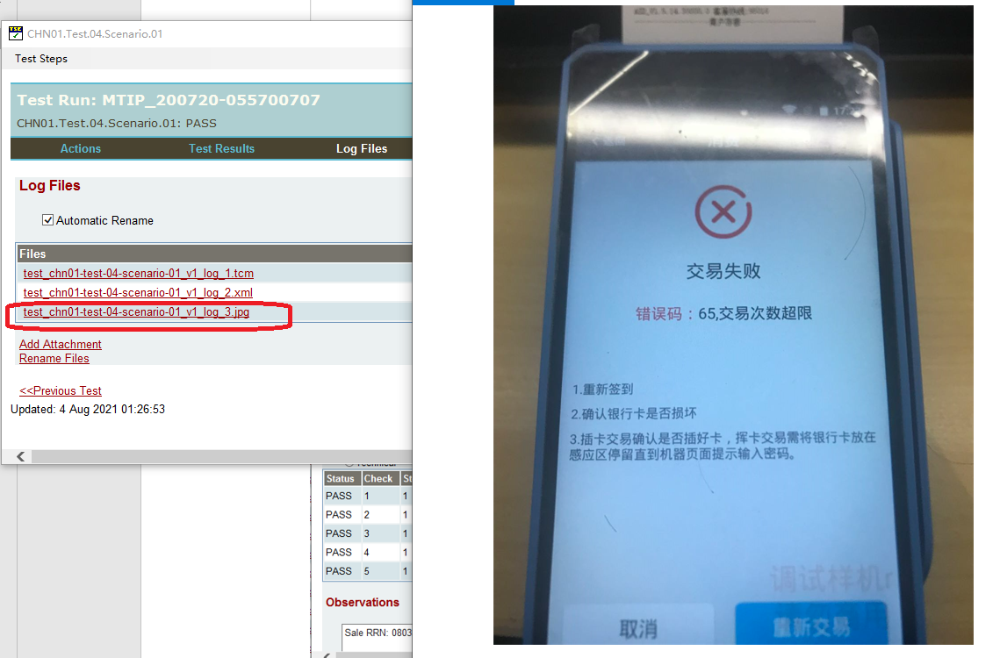 CHN01.Test.04.Scenario.01
Test Steps
Test Run: MTIP_200720-055700707
CHN01.Test.04.Scenario.01: PASS
Actions Test Results Log Files
Log Files
Automatic Rename
Files
test_chn01-test-04-scenario-01_v1_log_1.tcm
test_chn01-test-04-scenario-01_v1_log_2.xml
test_chn01-test-04-scenario-01_v1_log_3.jpg
Add Attachment
Rename Files
<<Previous Test
Updated: 4 Aug 2021 01:26:53
Status Check St
PASS 1 1
PASS 2 1
PASS 3 1
PASS 4 1
PASS 5 1
Observations
Sale RRN: 0803
交易失败
错误码：65,交易次数超限
1.重新签到
2.确认银行卡是否损坏
3.插卡交易确认是否插好卡，挥卡交易需将银行卡放在
感应区停留直到机器页面提示输入密码。
调试样机
取消 重新交易